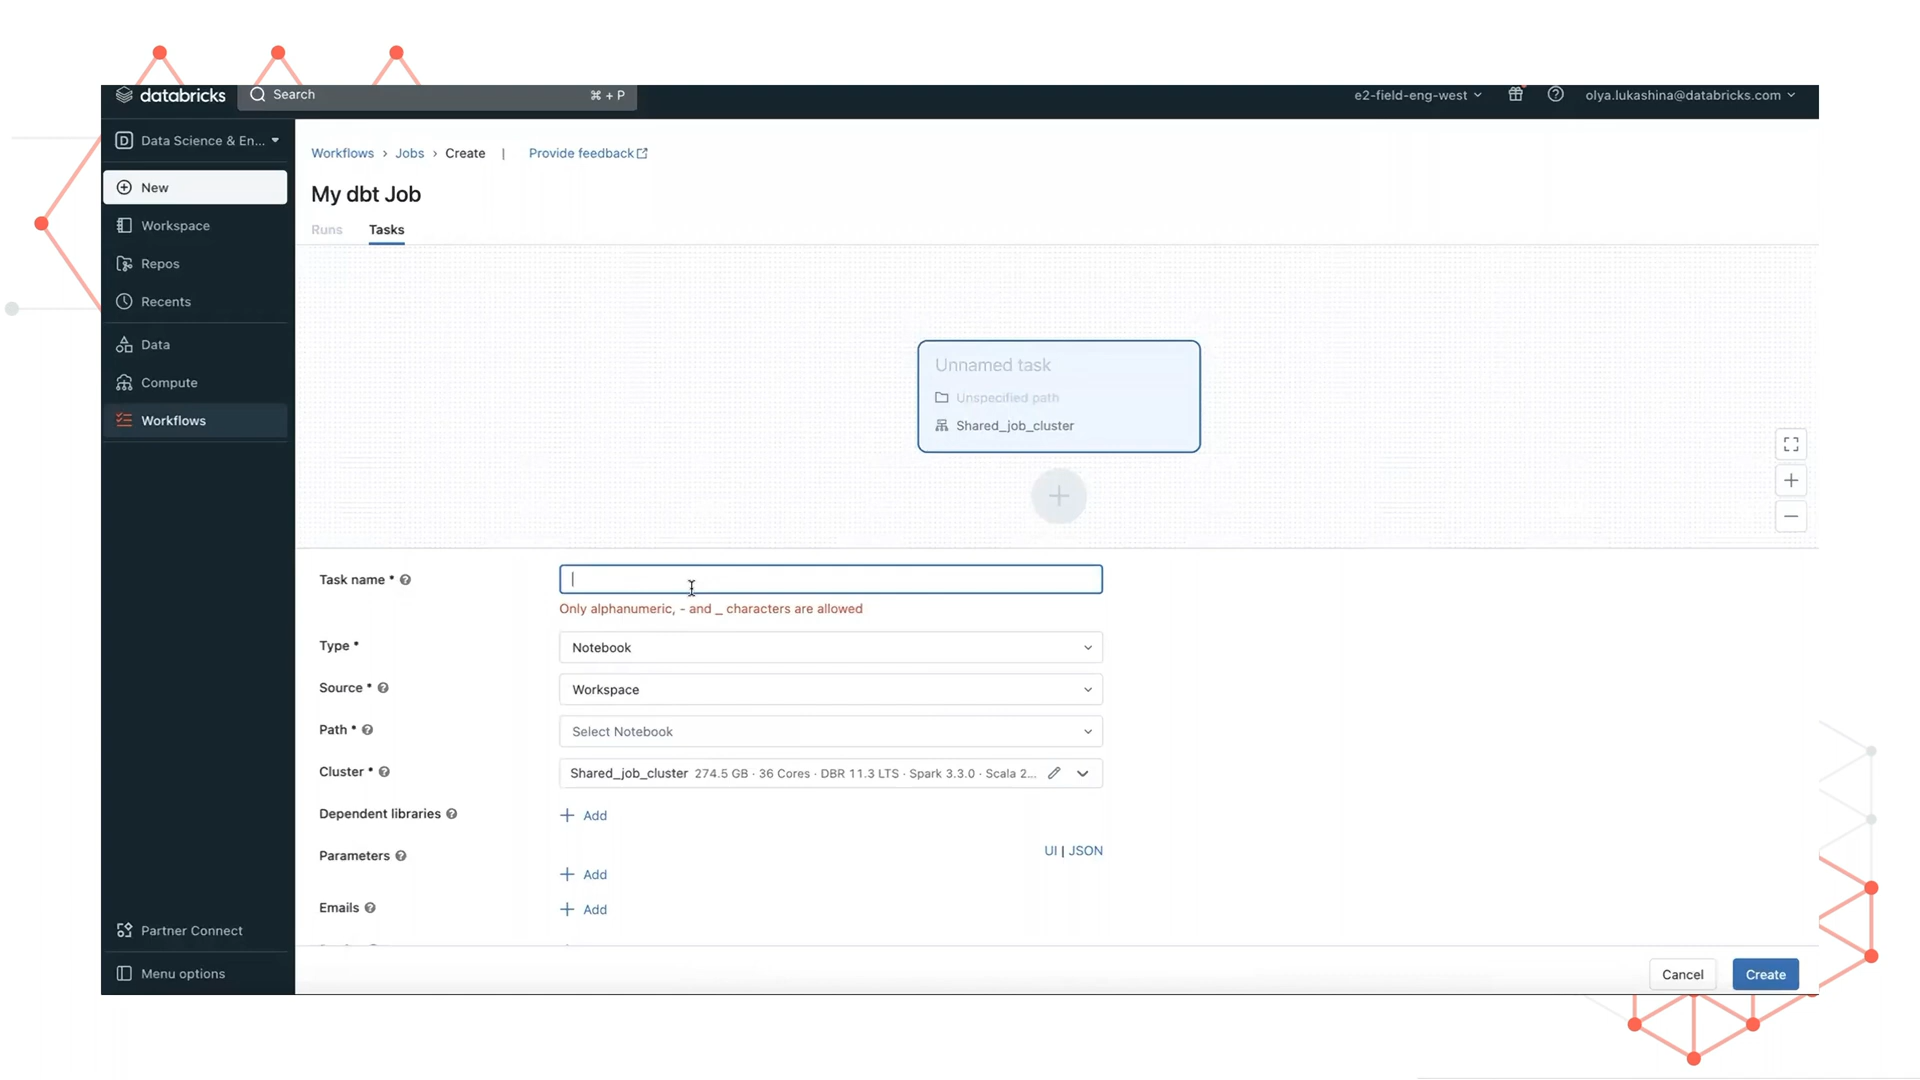 databricks
Search
⌘ + P
e2-field-eng-west
olya.lukashina@databricks.com
D Data Science & En...
New
Workspace
Repos
Recents
Data
Compute
Workflows
Partner Connect
Menu options
Workflows › Jobs › Create | Provide feedback
My dbt Job
Runs Tasks
Unnamed task
Unspecified path
Shared_job_cluster
Task name *
Only alphanumeric, - and _ characters are allowed
Type * Notebook
Source * Workspace
Path * Select Notebook
Cluster * Shared_job_cluster 274.5 GB · 36 Cores · DBR 11.3 LTS · Spark 3.3.0 · Scala 2...
Dependent libraries + Add
Parameters UI | JSON
+ Add
Emails + Add
Cancel Create